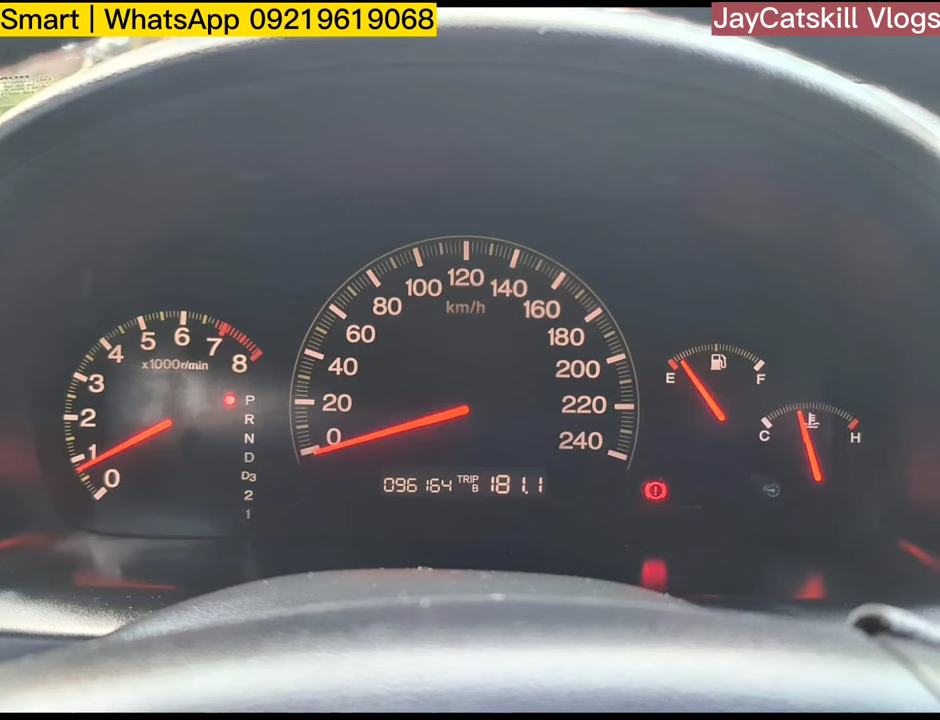 Smart | WhatsApp 09219619068
JayCatskill Vlogs
0
1
2
3
4
5
6
7
8
x1000r/min
P
R
N
D
D3
2
1
0
20
40
60
80
100
120
140
160
180
200
220
240
km/h
096164 TRIP B 181.1
E
F
C
H